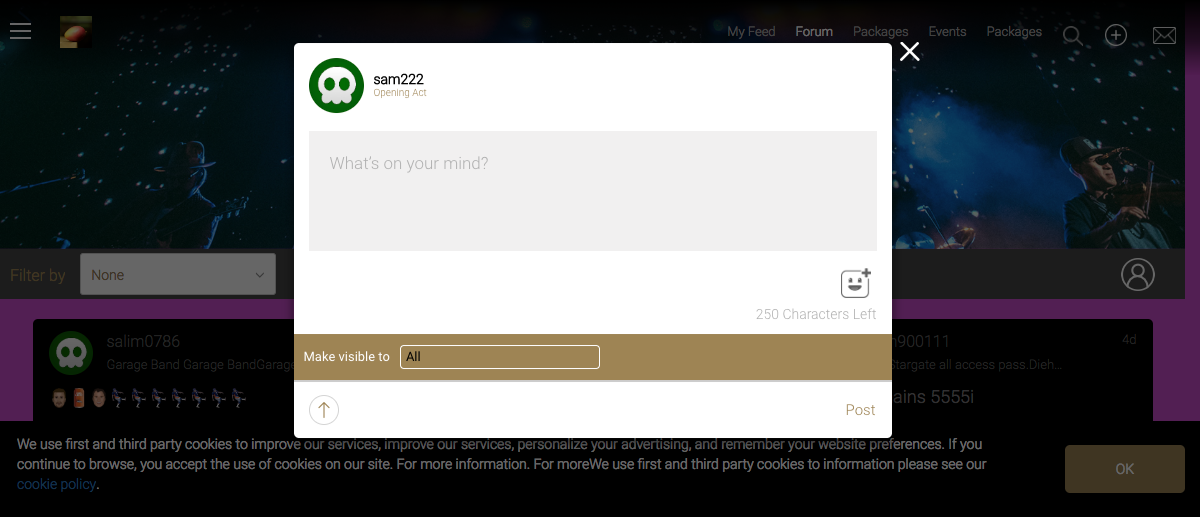 My Feed Forum Packages Events Packages
sam222
Opening Act
What's on your mind?
Filter by None
250 Characters Left
Make visible to All
salim0786
Garage Band Garage BandGarage
900111 4d
Stargate all access pass.Dieh...
ains 5555i
Post
We use first and third party cookies to improve our services, improve our services, personalize your advertising, and remember your website preferences. If you
continue to browse, you accept the use of cookies on our site. For more information. For moreWe use first and third party cookies to information please see our
cookie policy.
OK